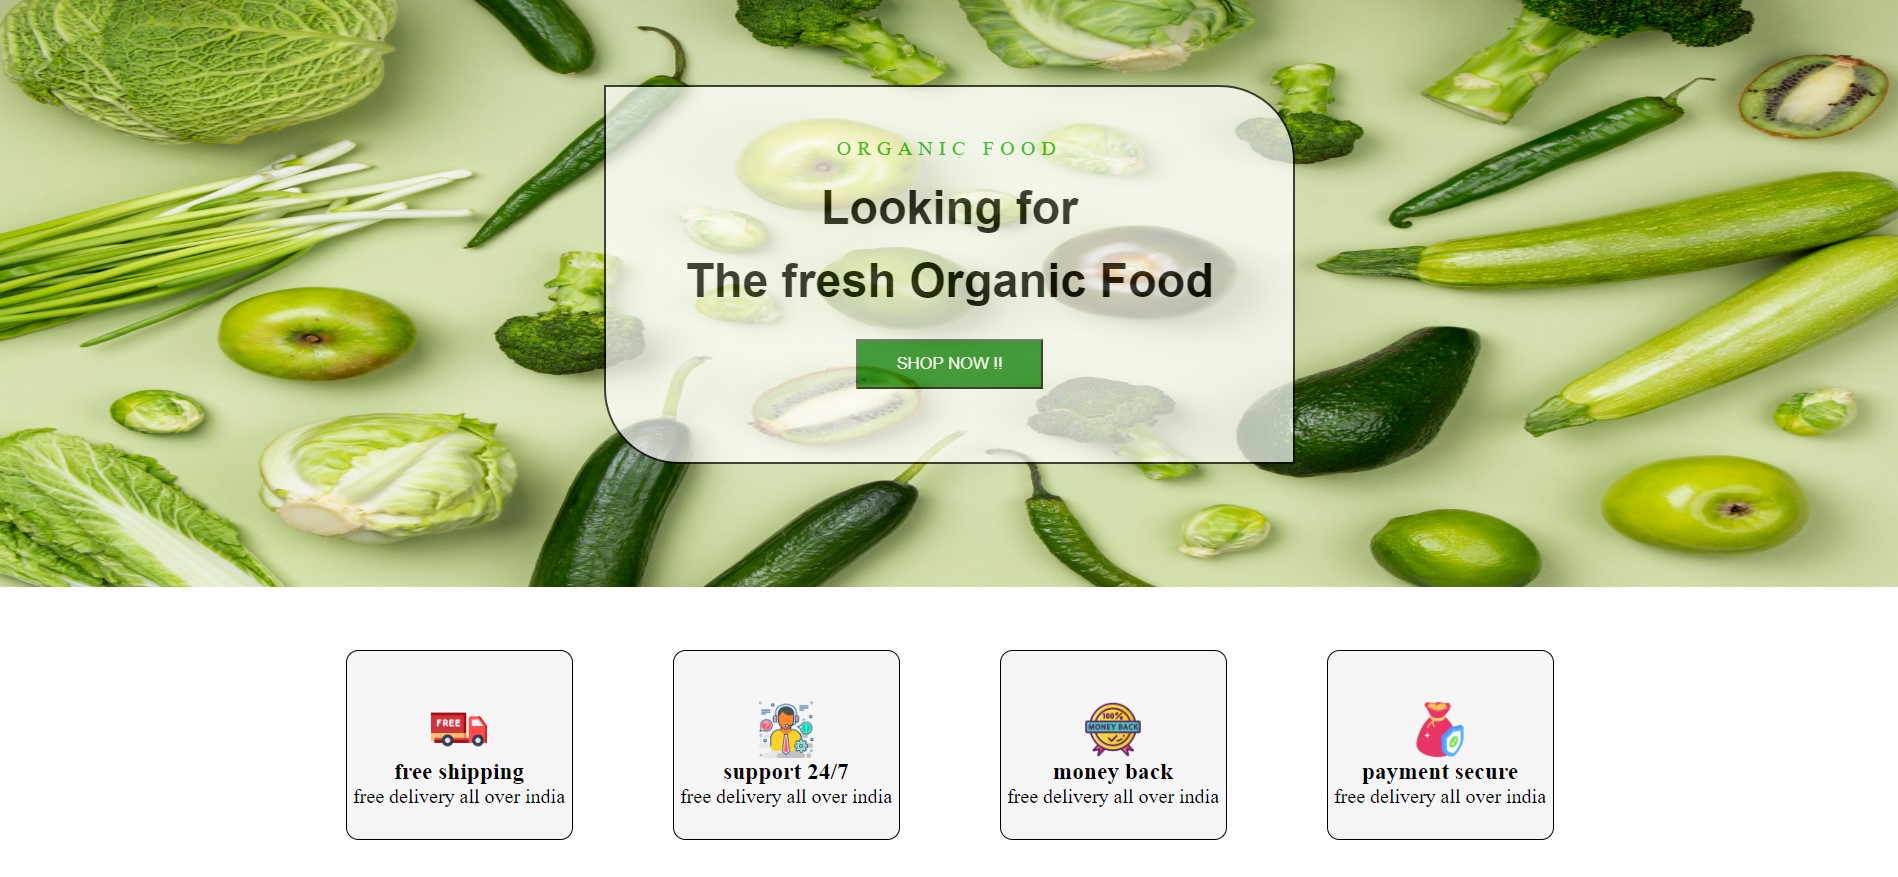 ORGANIC FOOD
Looking for
The fresh Organic Food
SHOP NOW !!
FREE
free shipping
free delivery all over india
support 24/7
free delivery all over india
100%
MONEY BACK
money back
free delivery all over india
payment secure
free delivery all over india